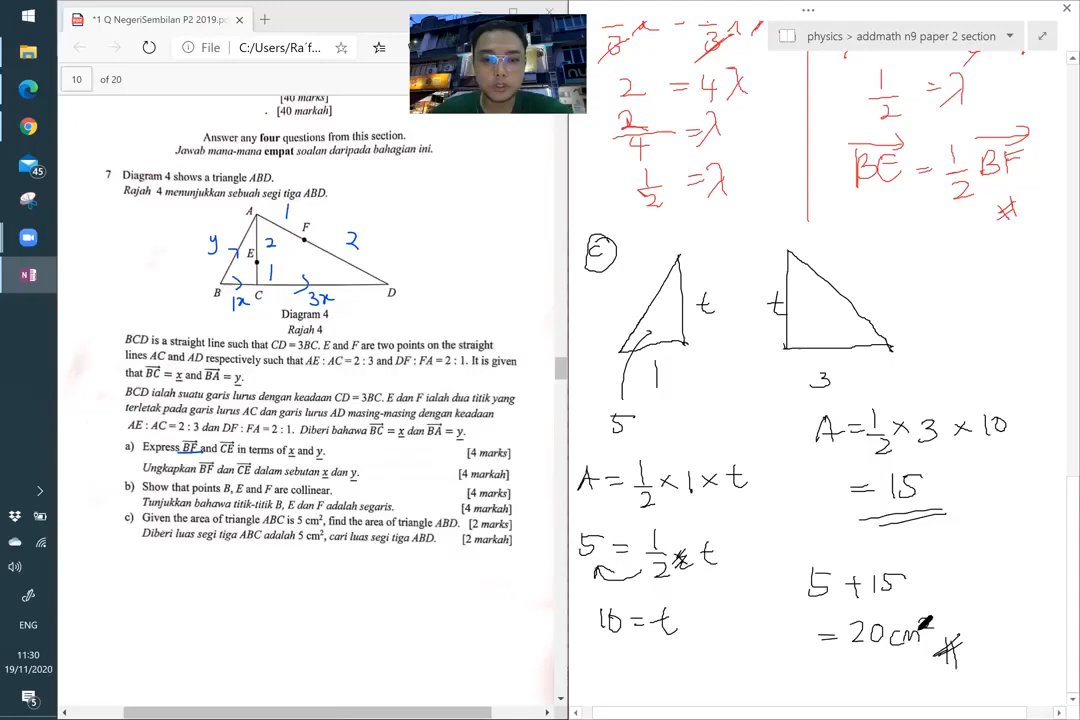 *1 Q NegeriSembilan P2 2019.pd
File
C:/Users/Ra´f...
10 of 20
physics > addmath n9 paper 2 section
[40 marks]
[40 markah]
Answer any four questions from this section.
Jawab mana-mana empat soalan daripada bahagian ini.
7 Diagram 4 shows a triangle ABD.
Rajah 4 menunjukkan sebuah segi tiga ABD.
A 1
F
y 2 2
E
1
B C D
1x 3x
Diagram 4
Rajah 4
BCD is a straight line such that CD = 3BC. E and F are two points on the straight
lines AC and AD respectively such that AE : AC = 2 : 3 and DF : FA = 2 : 1. It is given
that BC = x and BA = y.
BCD ialah suatu garis lurus dengan keadaan CD = 3BC. E dan F ialah dua titik yang
terletak pada garis lurus AC dan garis lurus AD masing-masing dengan keadaan
AE : AC = 2 : 3 dan DF : FA = 2 : 1. Diberi bahawa BC = x dan BA = y.
a) Express BF and CE in terms of x and y. [4 marks]
Ungkapkan BF dan CE dalam sebutan x dan y. [4 markah]
b) Show that points B, E and F are collinear. [4 marks]
Tunjukkan bahawa titik-titik B, E dan F adalah segaris. [4 markah]
c) Given the area of triangle ABC is 5 cm², find the area of triangle ABD. [2 marks]
Diberi luas segi tiga ABC adalah 5 cm², cari luas segi tiga ABD. [2 markah]
2 = 4λ
2/4 = λ
1/2 = λ
1/2 = λ
BE = 1/2 BF
c
t
1
5
t
3
A = 1/2 × 1 × t
5 = 1/2 × t
10 = t
A = 1/2 × 3 × 10
= 15
5 + 15
= 20 cm²
45
ENG
11:30
19/11/2020
5